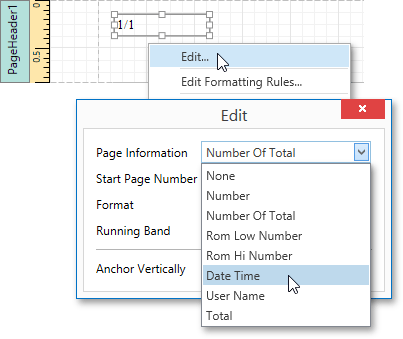 PageHeader1
0.5
1/1
Edit...
Edit Formatting Rules...
Edit
Page Information
Number Of Total
Start Page Number
None
Number
Format
Number Of Total
Running Band
Rom Low Number
Rom Hi Number
Anchor Vertically
Date Time
User Name
Total